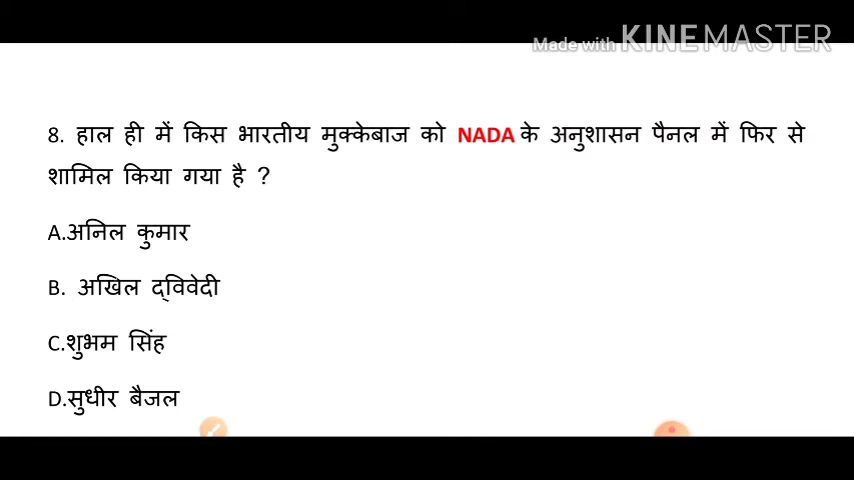 Made with KINEMASTER
8. हाल ही में किस भारतीय मुक्केबाज को NADA के अनुशासन पैनल में फिर से
शामिल किया गया है ?
A.अनिल कुमार
B. अखिल द्विवेदी
C.शुभम सिंह
D.सुधीर बैजल